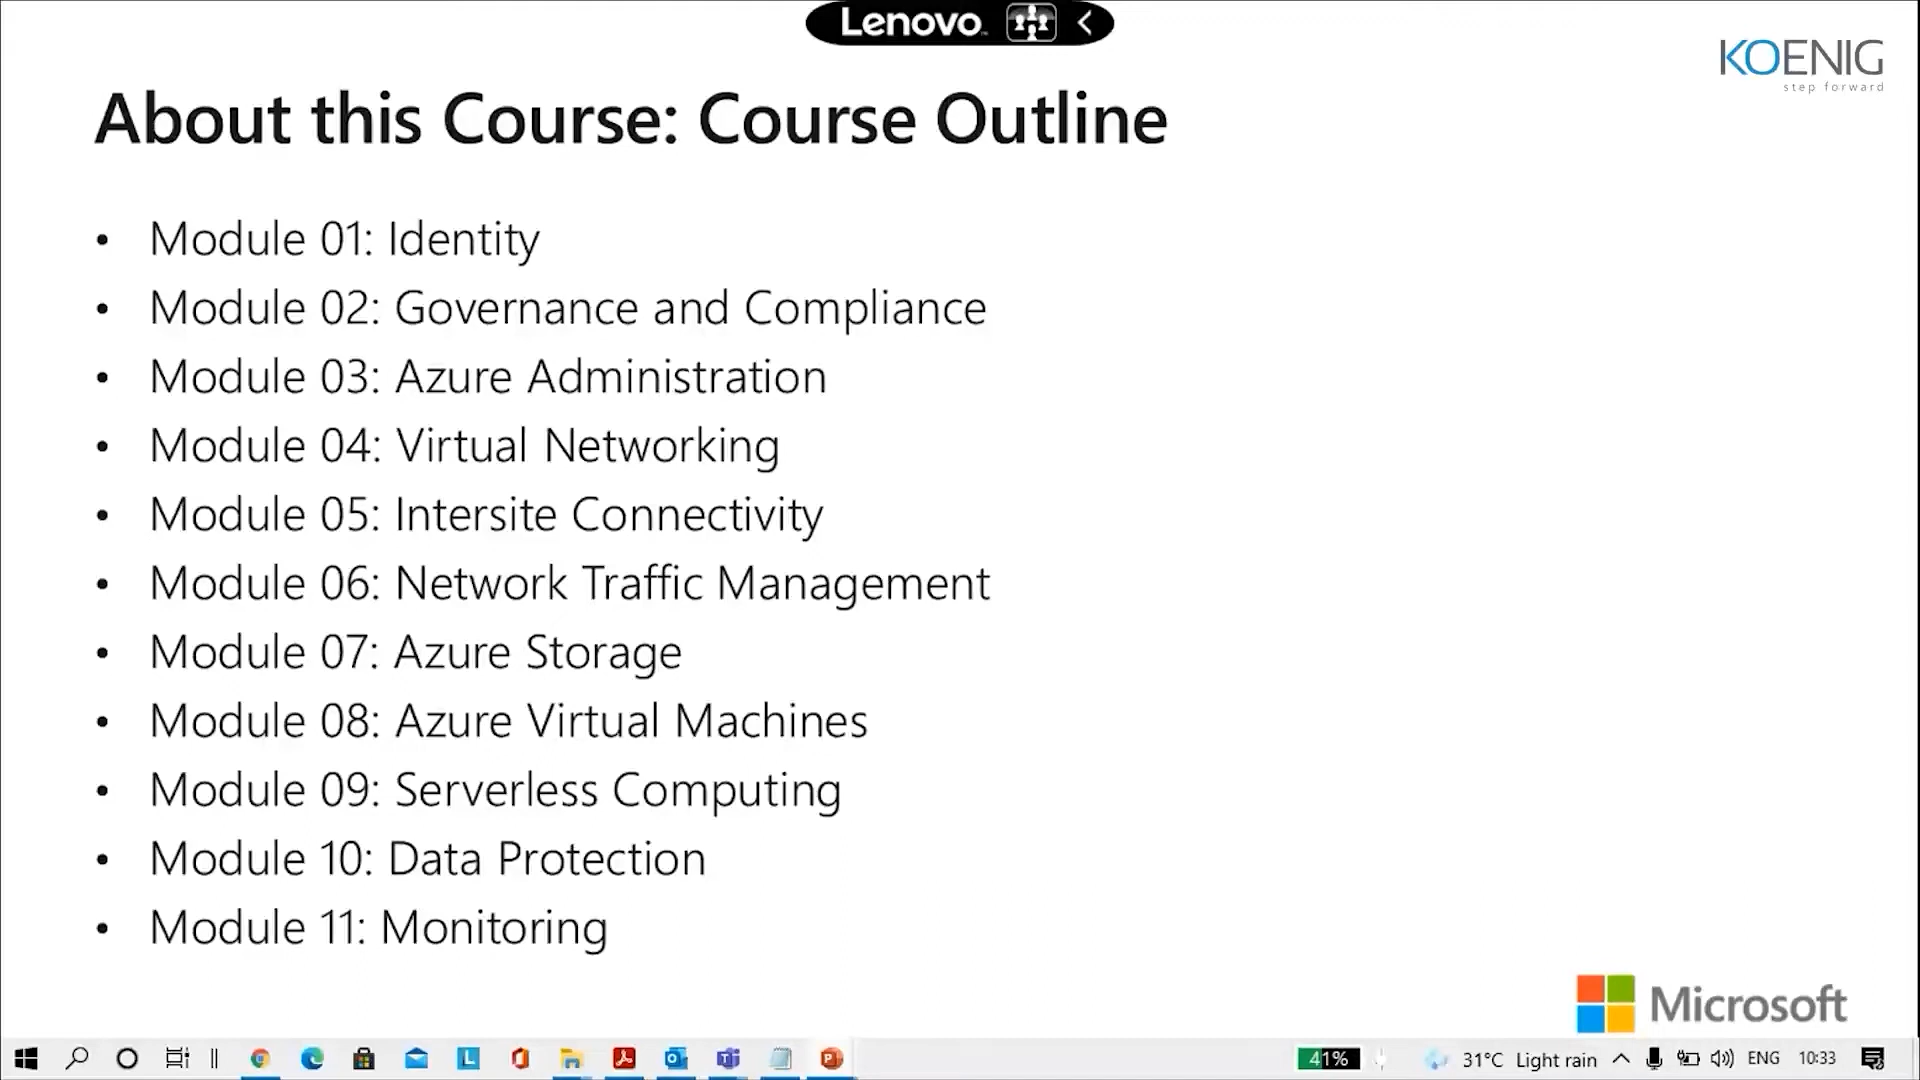 Lenovo
KOENIG
step forward
About this Course: Course Outline
• Module 01: Identity
• Module 02: Governance and Compliance
• Module 03: Azure Administration
• Module 04: Virtual Networking
• Module 05: Intersite Connectivity
• Module 06: Network Traffic Management
• Module 07: Azure Storage
• Module 08: Azure Virtual Machines
• Module 09: Serverless Computing
• Module 10: Data Protection
• Module 11: Monitoring
Microsoft
41% 31°C Light rain ENG 10:33